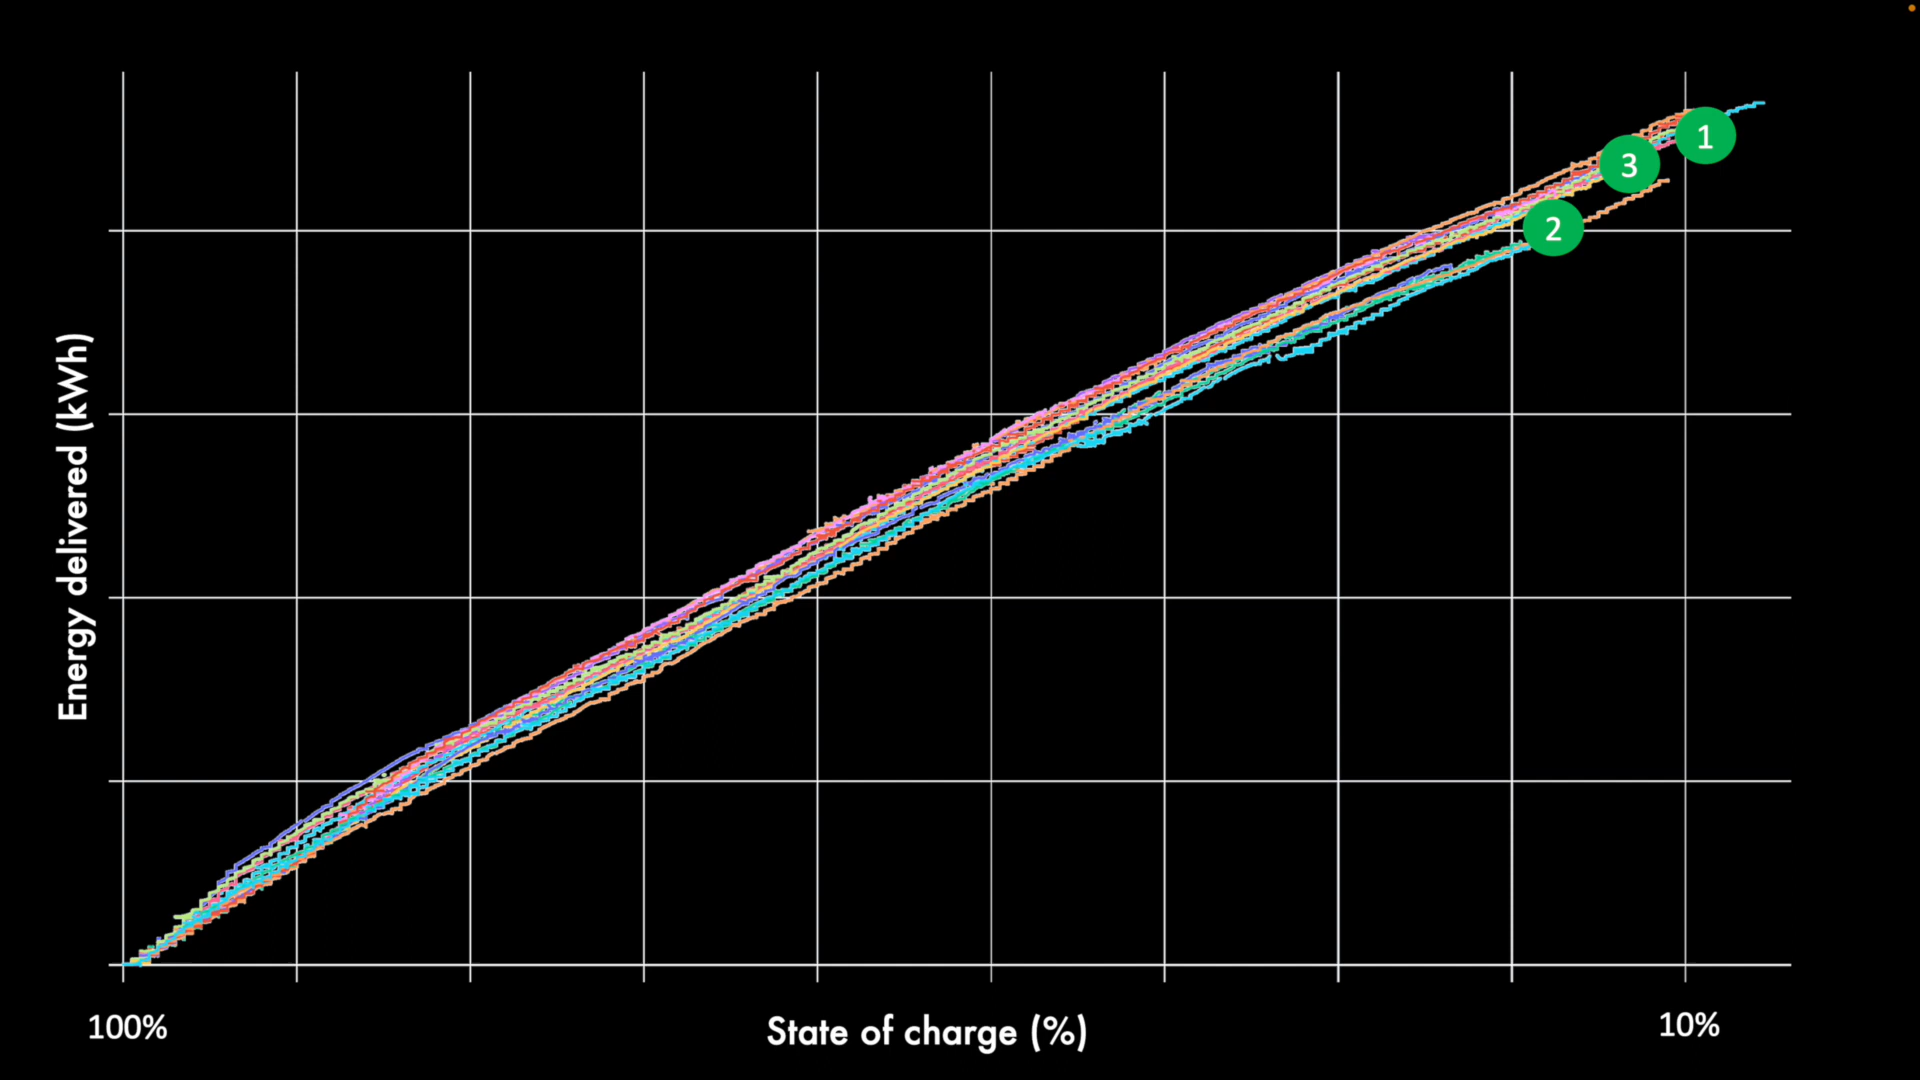 1
3
2
Energy delivered (kWh)
100%
State of charge (%)
10%